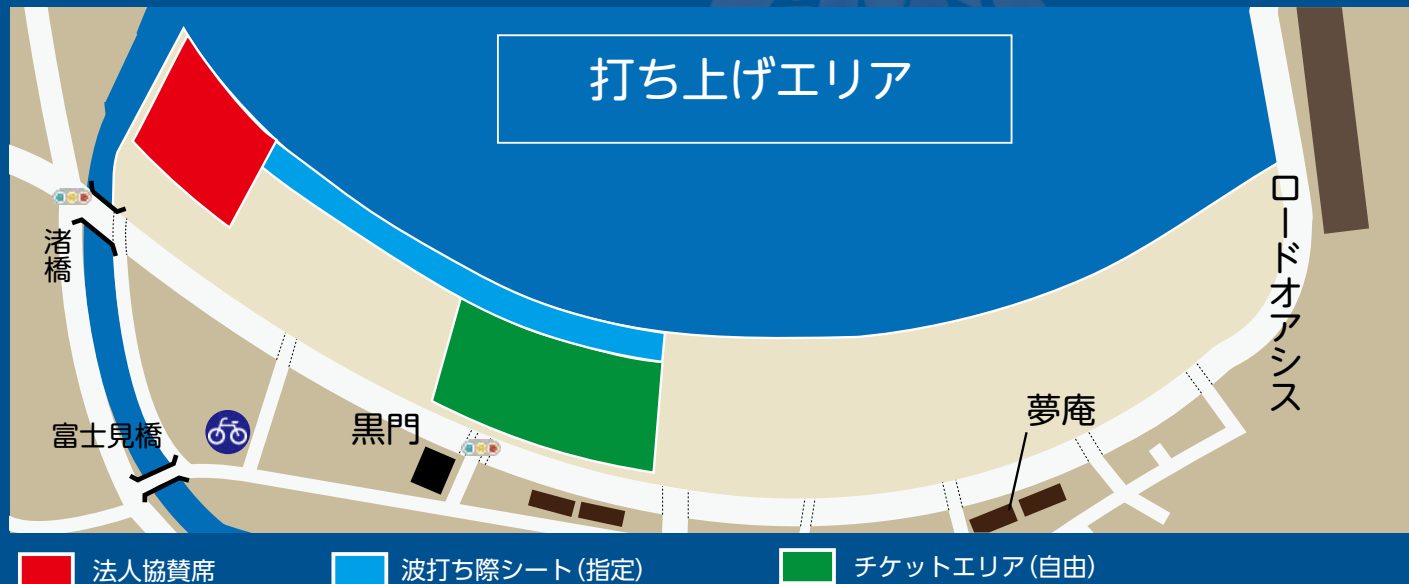 打ち上げエリア
渚橋
ロードオアシス
富士見橋
黒門
夢庵
法人協賛席
波打ち際シート(指定)
チケットエリア(自由)